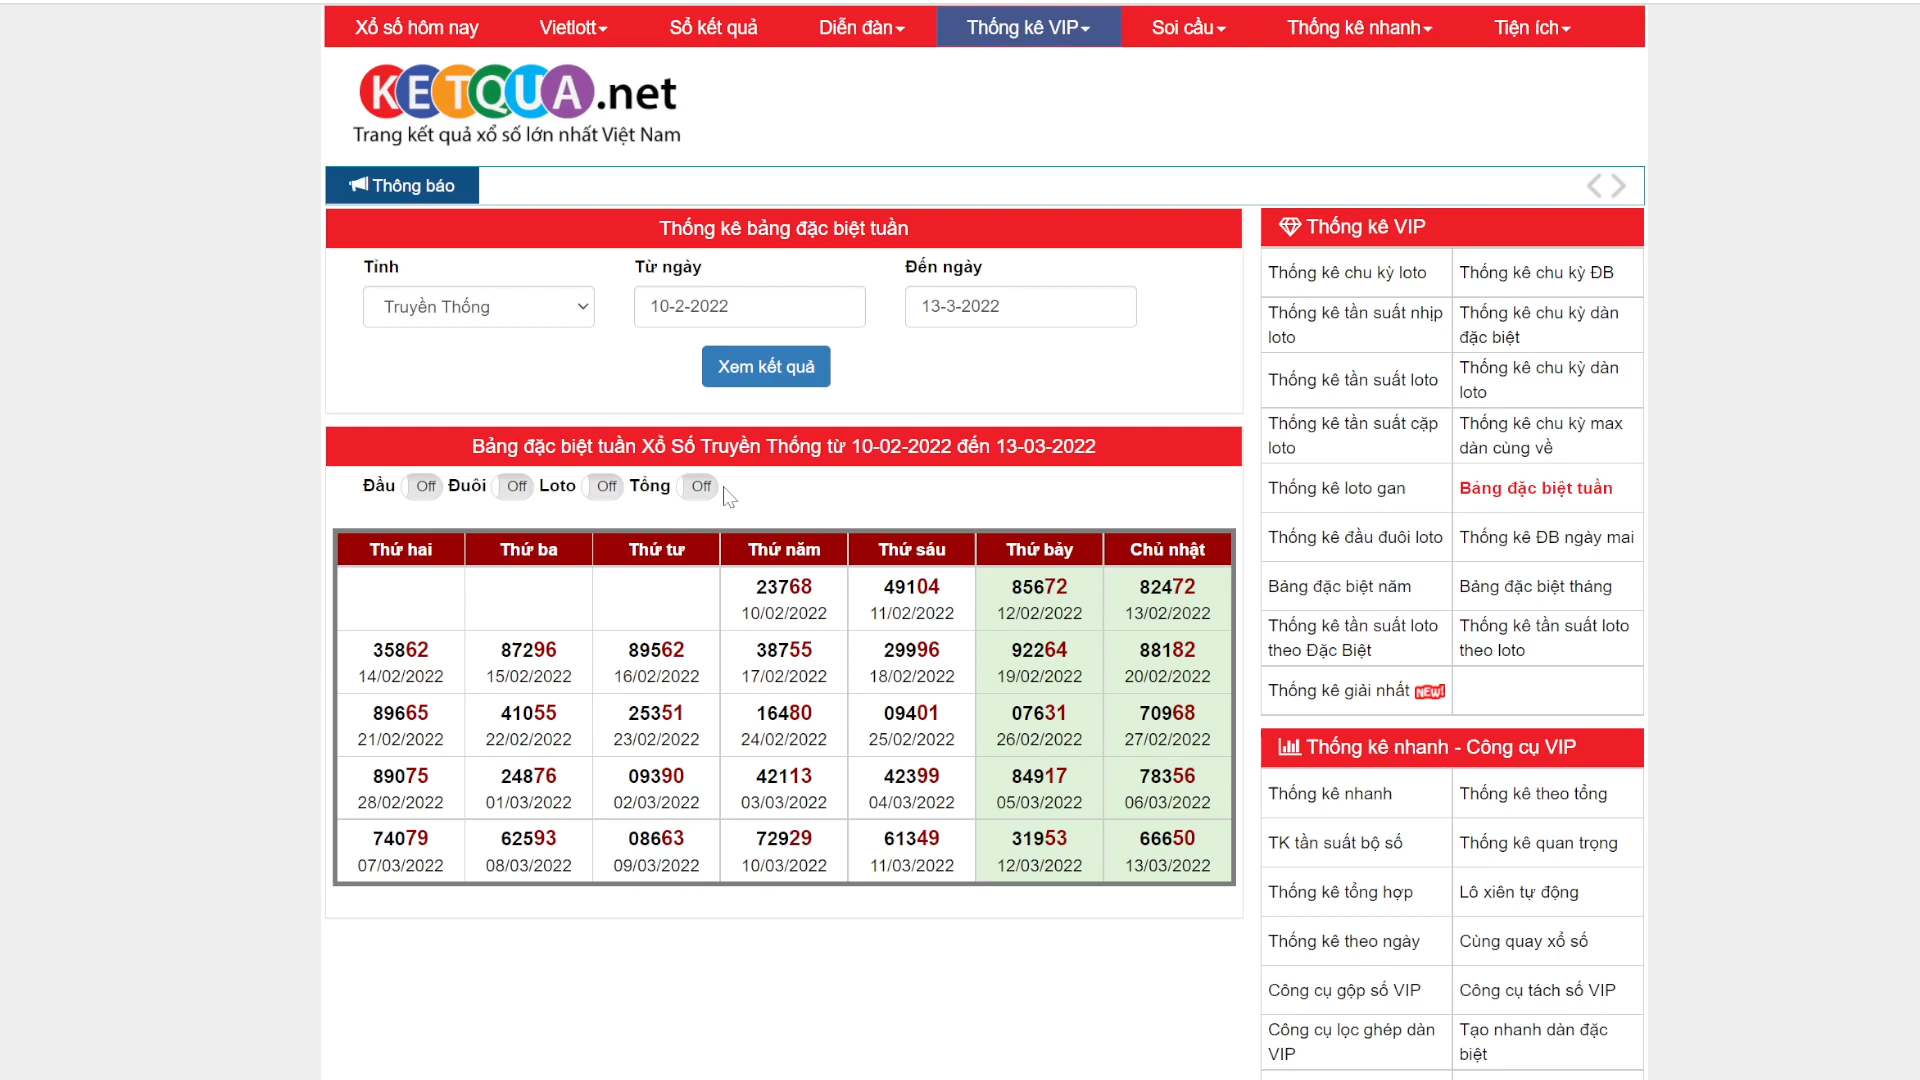 Xổ số hôm nay Vietlott Sổ kết quả Diễn đàn Thống kê VIP Soi cầu Thống kê nhanh Tiện ích
KETQUA.net
Trang kết quả xổ số lớn nhất Việt Nam
Thông báo
Thống kê bảng đặc biệt tuần
Tỉnh Từ ngày Đến ngày
Truyền Thống 10-2-2022 13-3-2022
Xem kết quả
Bảng đặc biệt tuần Xổ Số Truyền Thống từ 10-02-2022 đến 13-03-2022
Đầu Off Đuôi Off Loto Off Tổng Off
Thứ hai Thứ ba Thứ tư Thứ năm Thứ sáu Thứ bảy Chủ nhật
23768 49104 85672 82472
10/02/2022 11/02/2022 12/02/2022 13/02/2022
35862 87296 89562 38755 29996 92264 88182
14/02/2022 15/02/2022 16/02/2022 17/02/2022 18/02/2022 19/02/2022 20/02/2022
89665 41055 25351 16480 09401 07631 70968
21/02/2022 22/02/2022 23/02/2022 24/02/2022 25/02/2022 26/02/2022 27/02/2022
89075 24876 09390 42113 42399 84917 78356
28/02/2022 01/03/2022 02/03/2022 03/03/2022 04/03/2022 05/03/2022 06/03/2022
74079 62593 08663 72929 61349 31953 66650
07/03/2022 08/03/2022 09/03/2022 10/03/2022 11/03/2022 12/03/2022 13/03/2022
Thống kê VIP
Thống kê chu kỳ loto Thống kê chu kỳ ĐB
Thống kê tần suất nhịp Thống kê chu kỳ dàn
loto đặc biệt
Thống kê tần suất loto Thống kê chu kỳ dàn
loto
Thống kê tần suất cặp Thống kê chu kỳ max
loto dàn cùng về
Thống kê loto gan Bảng đặc biệt tuần
Thống kê đầu đuôi loto Thống kê ĐB ngày mai
Bảng đặc biệt năm Bảng đặc biệt tháng
Thống kê tần suất loto Thống kê tần suất loto
theo Đặc Biệt theo loto
Thống kê giải nhất NEW!
Thống kê nhanh - Công cụ VIP
Thống kê nhanh Thống kê theo tổng
TK tần suất bộ số Thống kê quan trọng
Thống kê tổng hợp Lô xiên tự động
Thống kê theo ngày Cùng quay xổ số
Công cụ gộp số VIP Công cụ tách số VIP
Công cụ lọc ghép dàn Tạo nhanh dàn đặc
VIP biệt